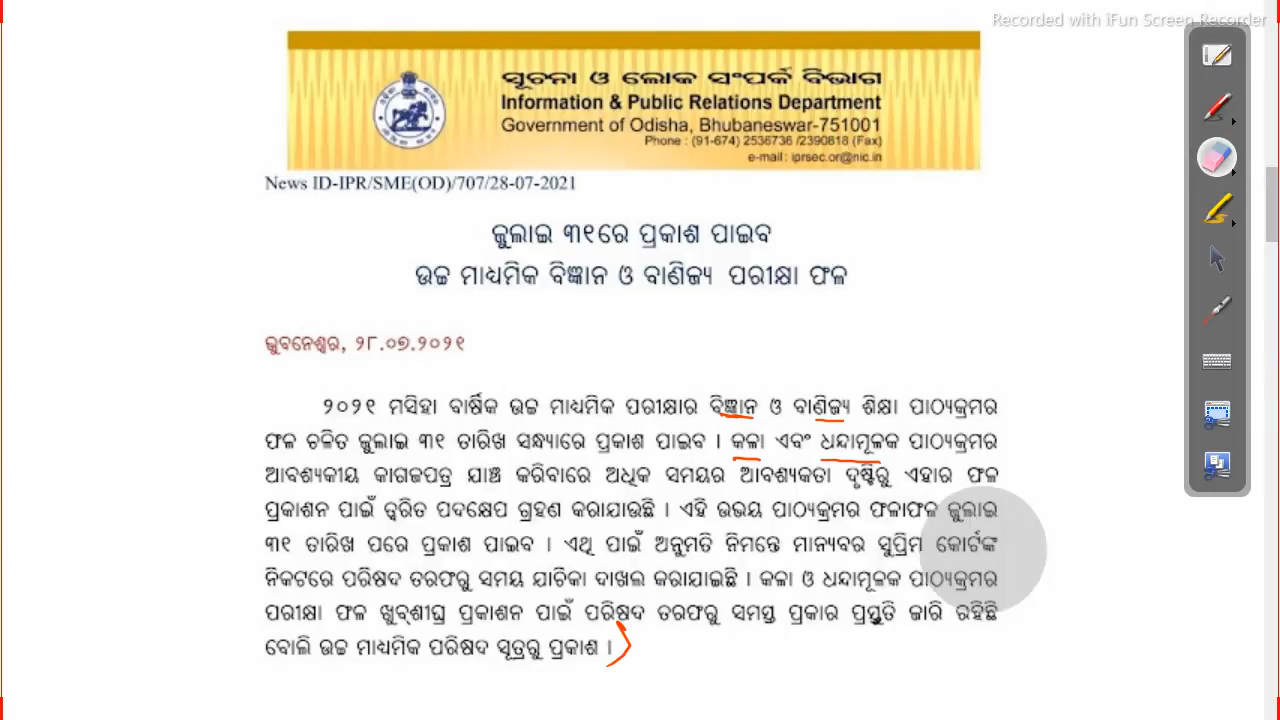 Recorded with iFun Screen Recorder
ସୂଚନା ଓ ଲୋକ ସଂପର୍କ ବିଭାଗ
Information & Public Relations Department
Government of Odisha, Bhubaneswar-751001
Phone : (91-674) 2536736 /2390818 (Fax)
e-mail : iprsec.or@nic.in
News ID-IPR/SME(OD)/707/28-07-2021
ଜୁଲାଇ ୩୧ରେ ପ୍ରକାଶ ପାଇବ
ଉଚ୍ଚ ମାଧ୍ୟମିକ ବିଜ୍ଞାନ ଓ ବାଣିଜ୍ୟ ପରୀକ୍ଷା ଫଳ
ଭୁବନେଶ୍ୱର, ୨୮.୦୭.୨୦୨୧
୨୦୨୧ ମସିହା ବାର୍ଷିକ ଉଚ୍ଚ ମାଧ୍ୟମିକ ପରୀକ୍ଷାର ବିଜ୍ଞାନ ଓ ବାଣିଜ୍ୟ ଶିକ୍ଷା ପାଠ୍ୟକ୍ରମର
ଫଳ ଚଳିତ ଜୁଲାଇ ୩୧ ତାରିଖ ସନ୍ଧ୍ୟାରେ ପ୍ରକାଶ ପାଇବ । କଳା ଏବଂ ଧନ୍ଦାମୂଳକ ପାଠ୍ୟକ୍ରମର
ଆବଶ୍ୟକୀୟ କାଗଜପତ୍ର ଯାଞ୍ଚ କରିବାରେ ଅଧିକ ସମୟର ଆବଶ୍ୟକତା ଦୃଷ୍ଟିରୁ ଏହାର ଫଳ
ପ୍ରକାଶନ ପାଇଁ ତ୍ୱରିତ ପଦକ୍ଷେପ ଗ୍ରହଣ କରାଯାଉଛି । ଏହି ଉଭୟ ପାଠ୍ୟକ୍ରମର ଫଳାଫଳ ଜୁଲାଇ
୩୧ ତାରିଖ ପରେ ପ୍ରକାଶ ପାଇବ । ଏଥି ପାଇଁ ଅନୁମତି ନିମନ୍ତେ ମାନ୍ୟବର ସୁପ୍ରିମ କୋର୍ଟଙ୍କ
ନିକଟରେ ପରିଷଦ ତରଫରୁ ସମୟ ଯାଚିକା ଦାଖଲ କରାଯାଇଛି । କଳା ଓ ଧନ୍ଦାମୂଳକ ପାଠ୍ୟକ୍ରମର
ପରୀକ୍ଷା ଫଳ ଖୁବ୍‌ଶୀଘ୍ର ପ୍ରକାଶନ ପାଇଁ ପରିଷଦ ତରଫରୁ ସମସ୍ତ ପ୍ରକାର ପ୍ରସ୍ତୁତି ଜାରି ରହିଛି
ବୋଲି ଉଚ୍ଚ ମାଧ୍ୟମିକ ପରିଷଦ ସୂତ୍ରରୁ ପ୍ରକାଶ ।